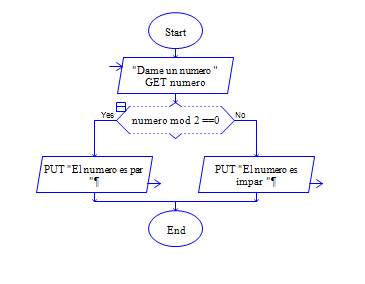 Start
"Dame un numero "
GET numero
Yes
numero mod 2 ==0
No
PUT "El numero es par
"¶
PUT "El numero es
impar "¶
End